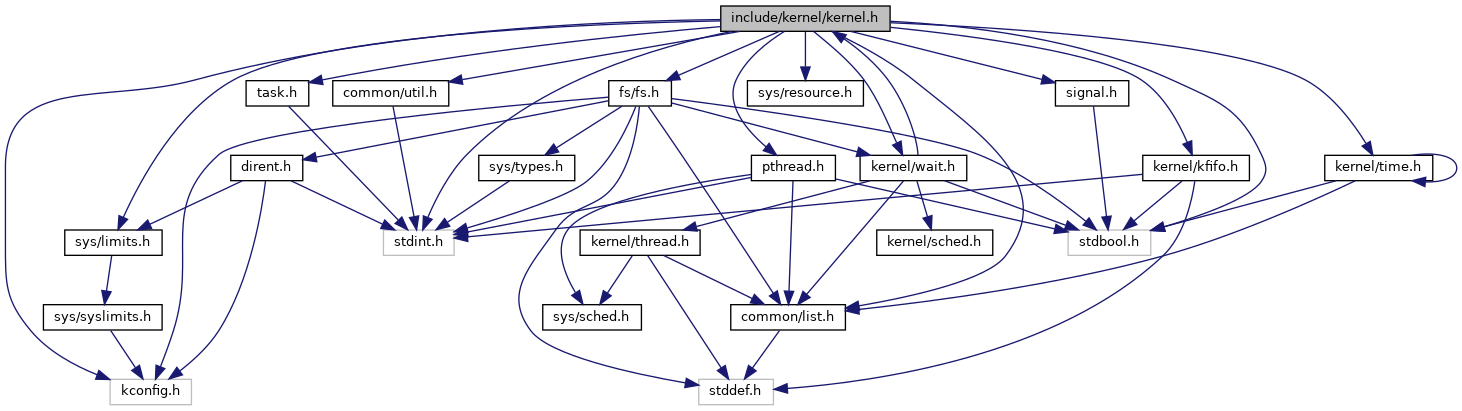 include/kernel/kernel.h
task.h
common/util.h
fs/fs.h
sys/resource.h
signal.h
dirent.h
sys/types.h
pthread.h
kernel/wait.h
kernel/kfifo.h
kernel/time.h
sys/limits.h
stdint.h
kernel/thread.h
kernel/sched.h
stdbool.h
sys/syslimits.h
sys/sched.h
common/list.h
kconfig.h
stddef.h